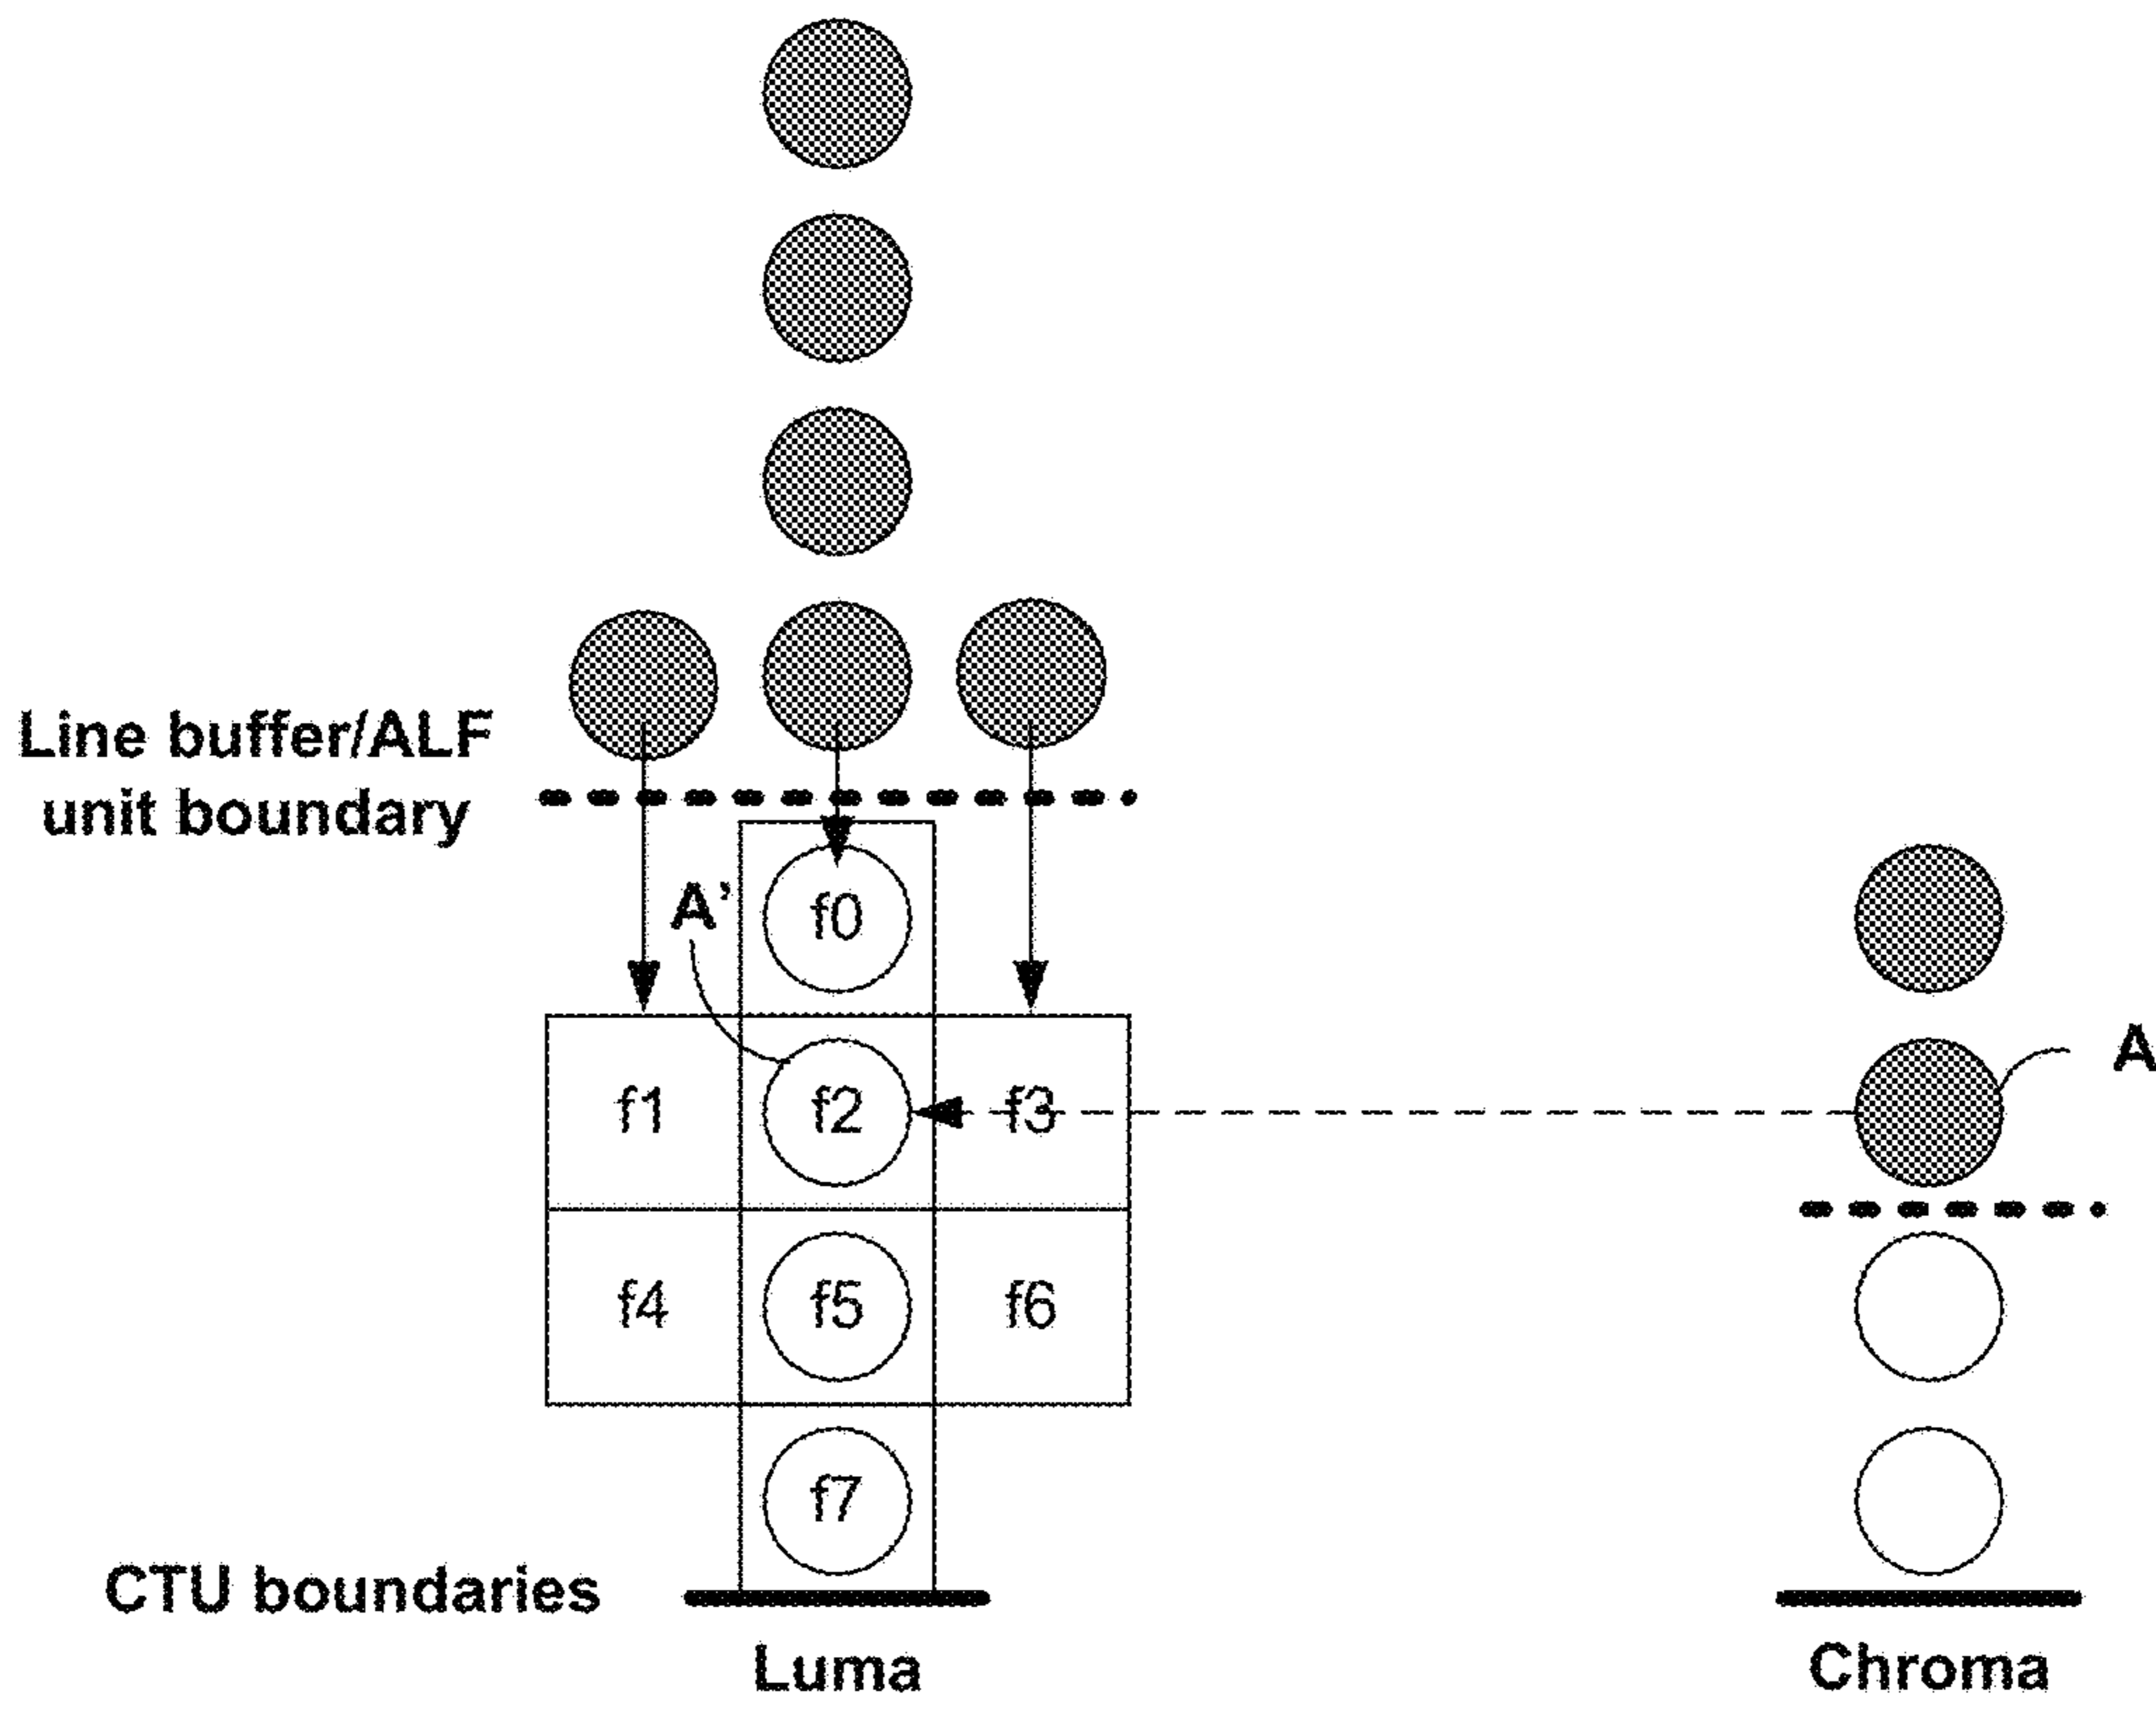 Line buffer/ALF
unit boundary
A’
f0
A
f1
f2
f3
f4
f5
f6
f7
CTU boundaries
Luma
Chroma